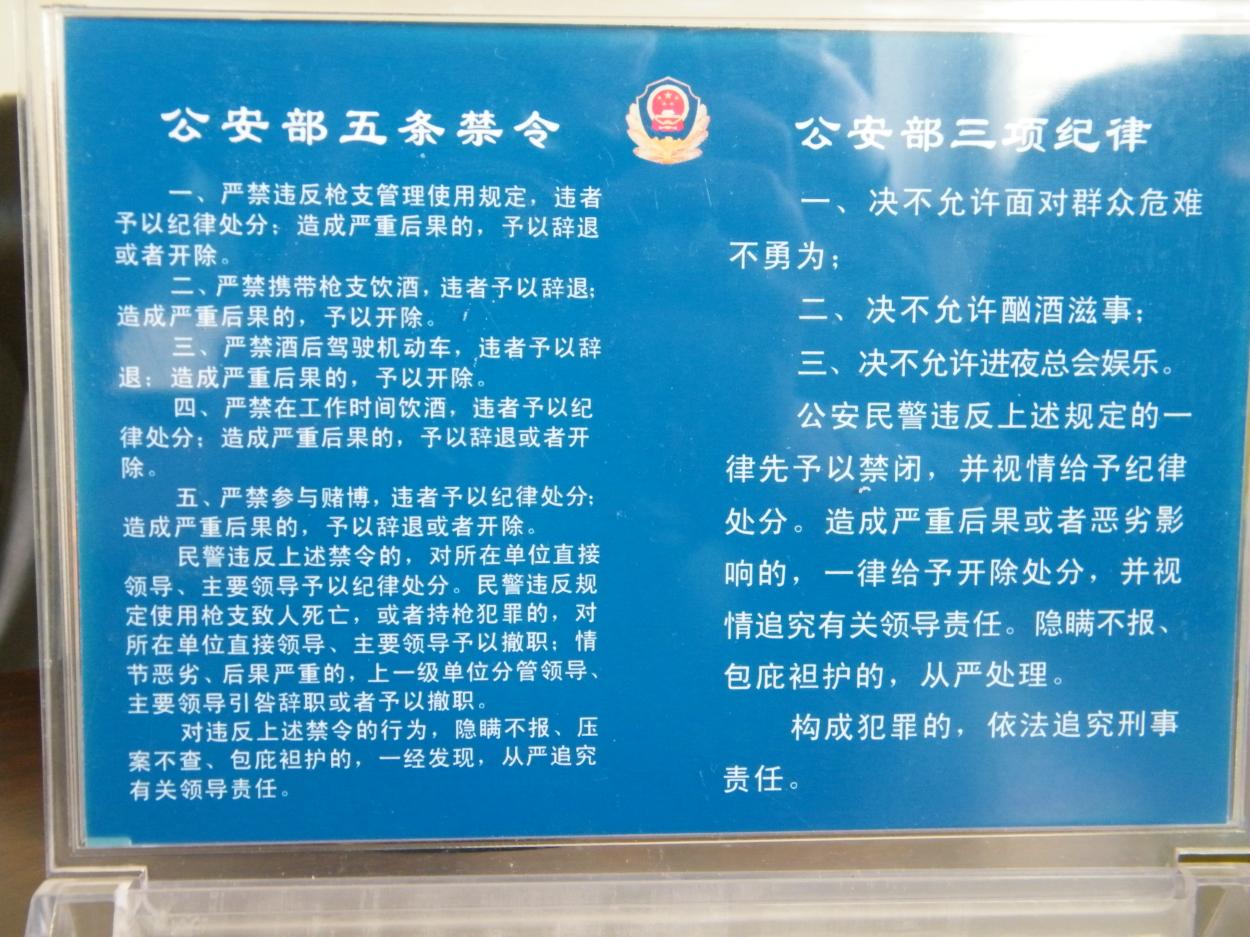 公安部五条禁令
一、严禁违反枪支管理使用规定，违者
予以纪律处分；造成严重后果的，予以辞退
或者开除。
二、严禁携带枪支饮酒，违者予以辞退；
造成严重后果的，予以开除。
三、严禁酒后驾驶机动车，违者予以辞
退；造成严重后果的，予以开除。
四、严禁在工作时间饮酒，违者予以纪
律处分；造成严重后果的，予以辞退或者开
除。
五、严禁参与赌博，违者予以纪律处分；
造成严重后果的，予以辞退或者开除。
民警违反上述禁令的，对所在单位直接
领导、主要领导予以纪律处分。民警违反规
定使用枪支致人死亡，或者持枪犯罪的，对
所在单位直接领导、主要领导予以撤职；情
节恶劣、后果严重的，上一级单位分管领导、
主要领导引咎辞职或者予以撤职。
对违反上述禁令的行为，隐瞒不报、压
案不查、包庇袒护的，一经发现，从严追究
有关领导责任。
公安部三项纪律
一、决不允许面对群众危难
不勇为；
二、决不允许酗酒滋事；
三、决不允许进夜总会娱乐。
公安民警违反上述规定的一
律先予以禁闭，并视情给予纪律
处分。造成严重后果或者恶劣影
响的，一律给予开除处分，并视
情追究有关领导责任。隐瞒不报、
包庇袒护的，从严处理。
构成犯罪的，依法追究刑事
责任。